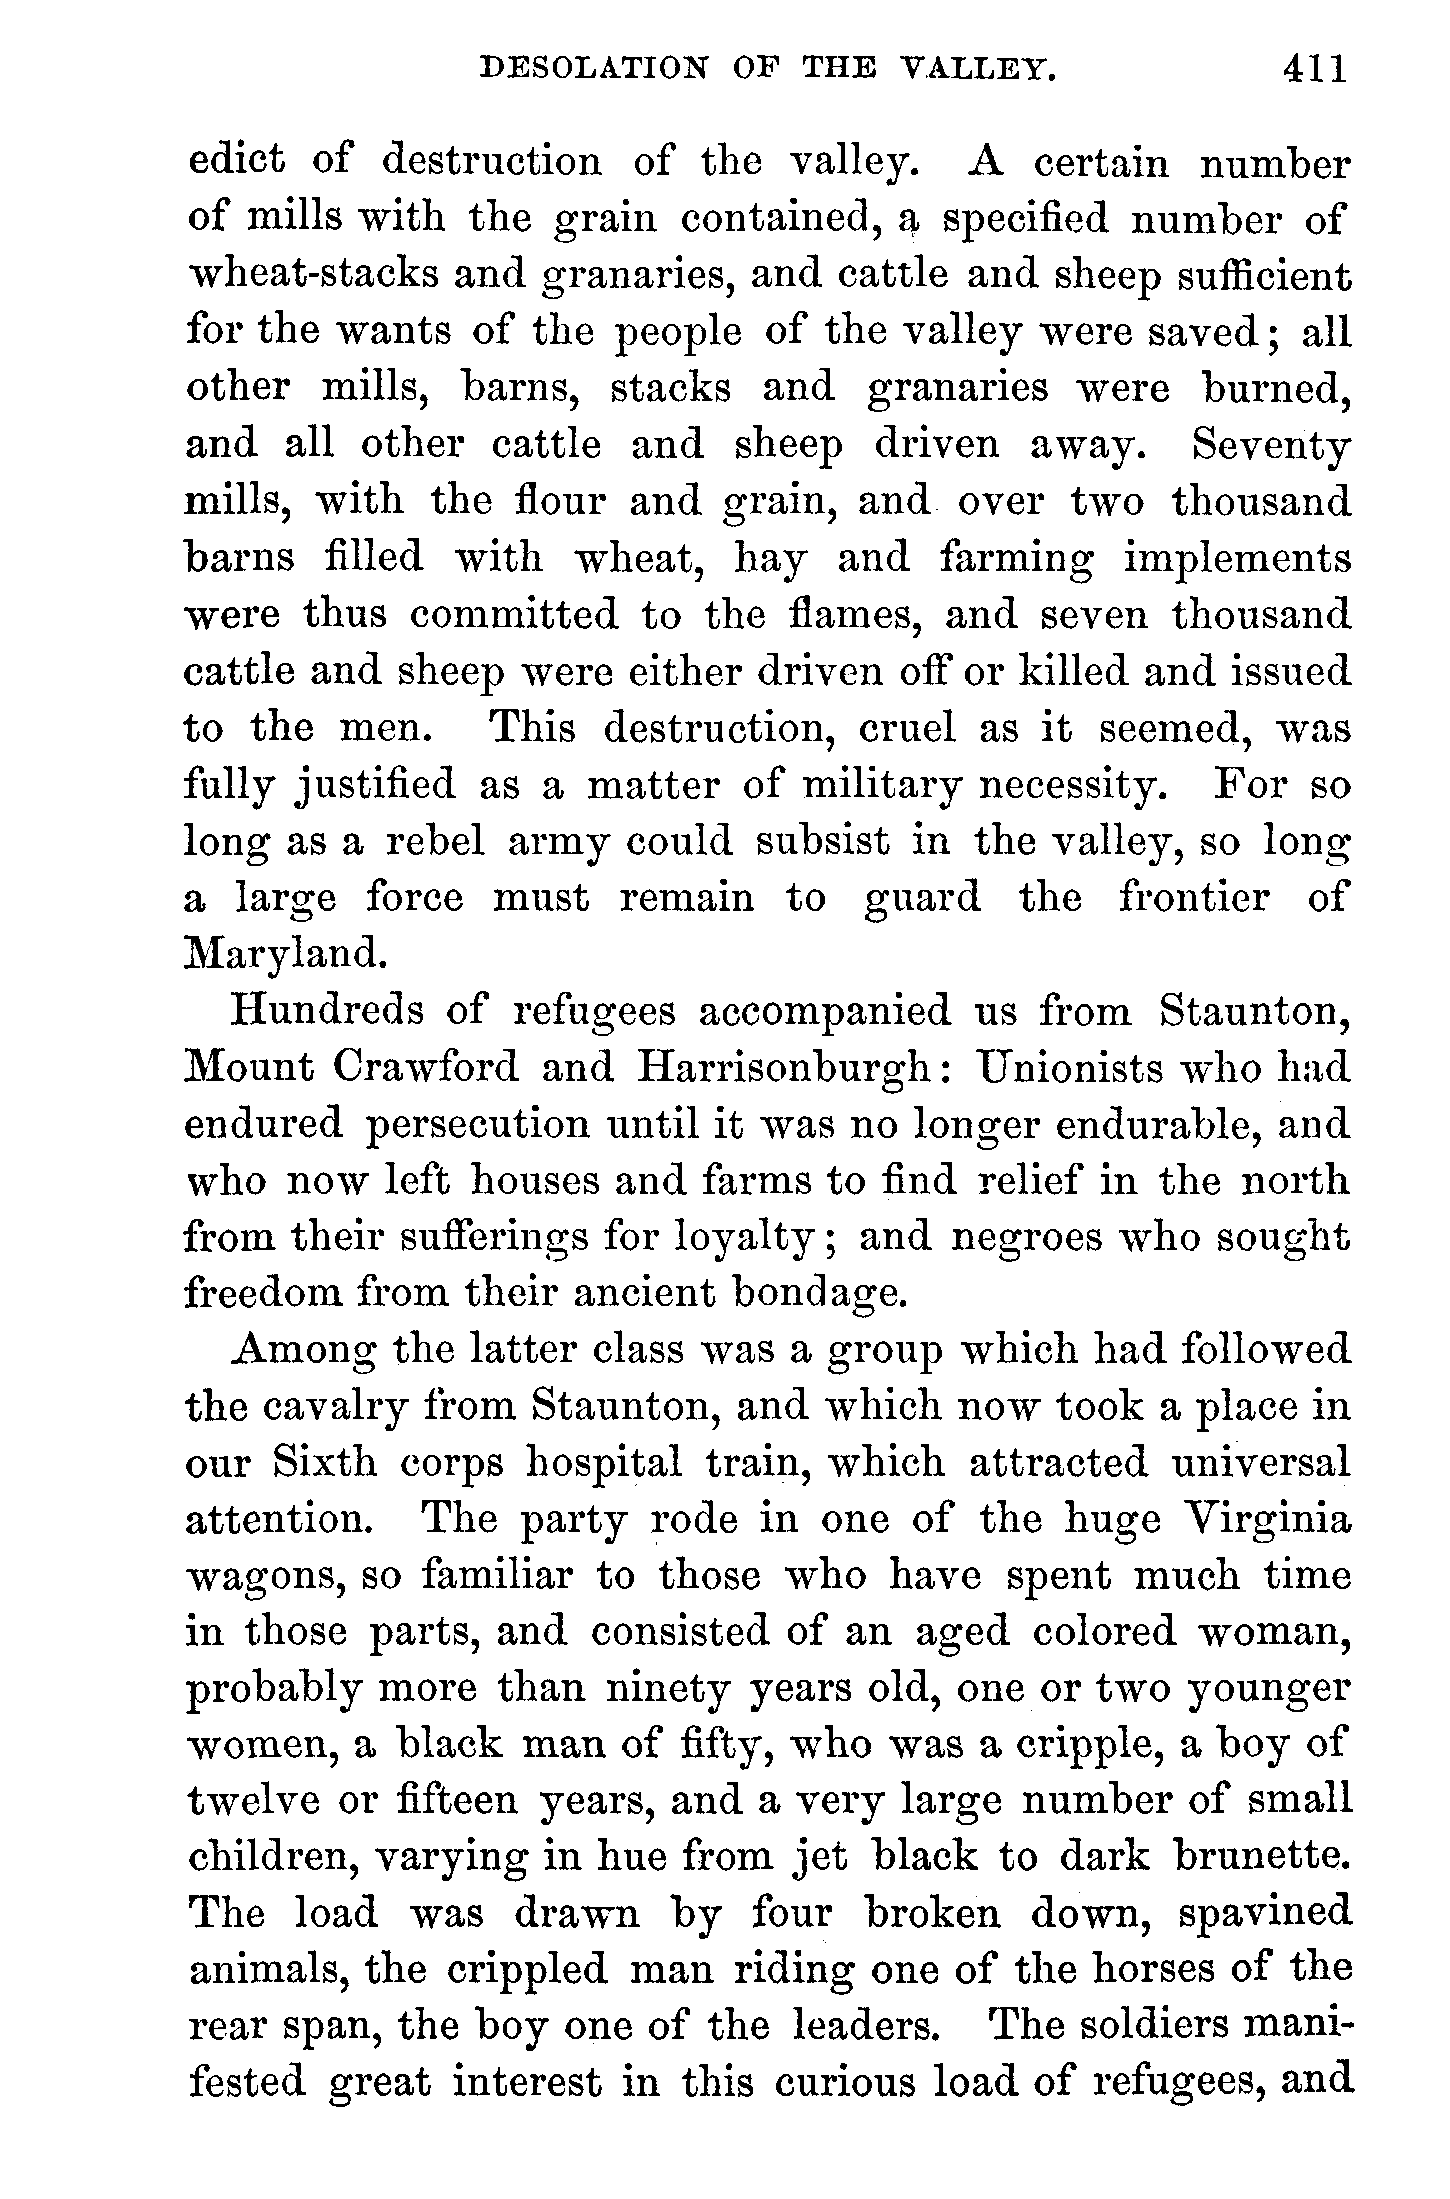 DESOLATION OF THE VALLEY. 411
edict of destruction of the valley. A certain number
of mills with the grain contained, a specified number of
wheat-stacks and granaries, and cattle and sheep sufficient
for the wants of the people of the valley were saved; all
other mills, barns, stacks and granaries were burned,
and all other cattle and sheep driven away. Seventy
mills, with the flour and grain, and over two thousand
barns filled with wheat, hay and farming implements
were thus committed to the flames, and seven thousand
cattle and sheep were either driven off or killed and issued
to the men. This destruction, cruel as it seemed, was
fully justified as a matter of military necessity. For so
long as a rebel army could subsist in the valley, so long
a large force must remain to guard the frontier of
Maryland.
Hundreds of refugees accompanied us from Staunton,
Mount Crawford and Harrisonburgh: Unionists who had
endured persecution until it was no longer endurable, and
who now left houses and farms to find relief in the north
from their sufferings for loyalty; and negroes who sought
freedom from their ancient bondage.
Among the latter class was a group which had followed
the cavalry from Staunton, and which now took a place in
our Sixth corps hospital train, which attracted universal
attention. The party rode in one of the huge Virginia
wagons, so familiar to those who have spent much time
in those parts, and consisted of an aged colored woman,
probably more than ninety years old, one or two younger
women, a black man of fifty, who was a cripple, a boy of
twelve or fifteen years, and a very large number of small
children, varying in hue from jet black to dark brunette.
The load was drawn by four broken down, spavined
animals, the crippled man riding one of the horses of the
rear span, the boy one of the leaders. The soldiers mani-
fested great interest in this curious load of refugees, and